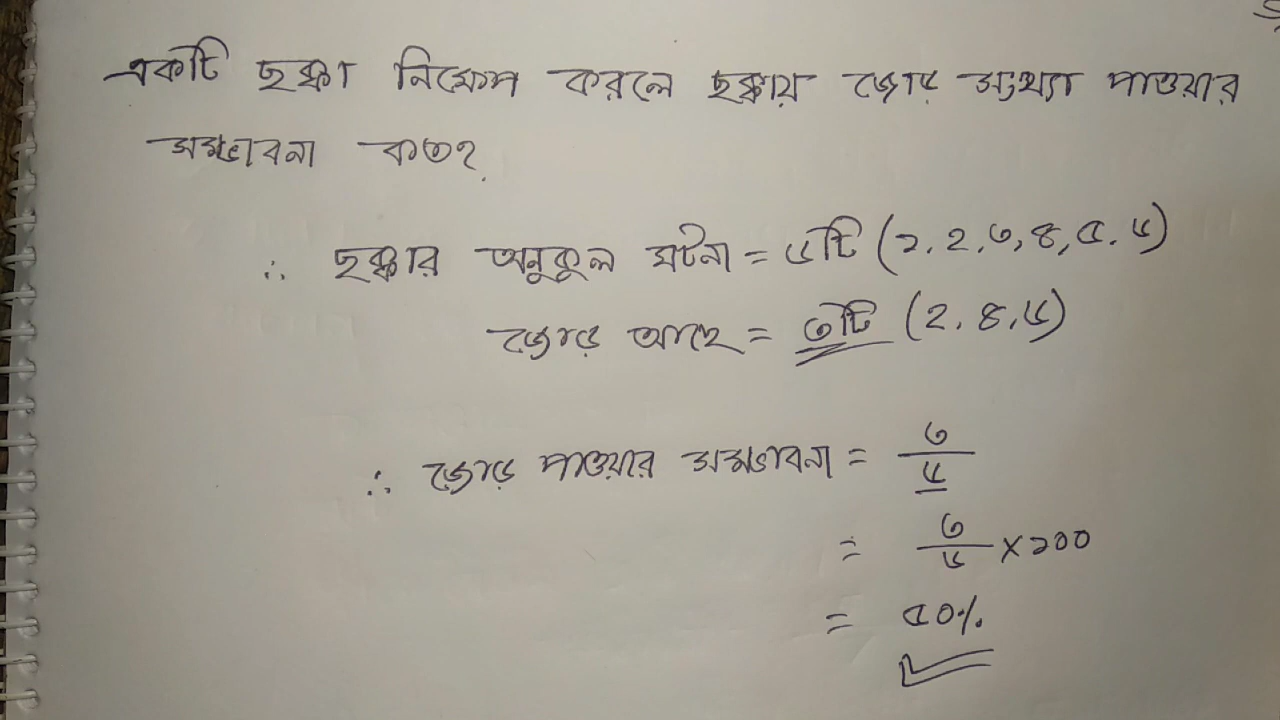 একটি ছক্কা নিক্ষেপ করলে ছক্কায় জোড় সংখ্যা পাওয়ার
সম্ভাবনা কত?
∴ ছক্কার অনুকুল ঘটনা = ৬টি (১, ২, ৩, ৪, ৫, ৬)
জোড় আছে = ৩টি (২, ৪, ৬)
∴ জোড় পাওয়ার সম্ভাবনা = ৩/৬
= ৩/৬ × ১০০
= ৫০%